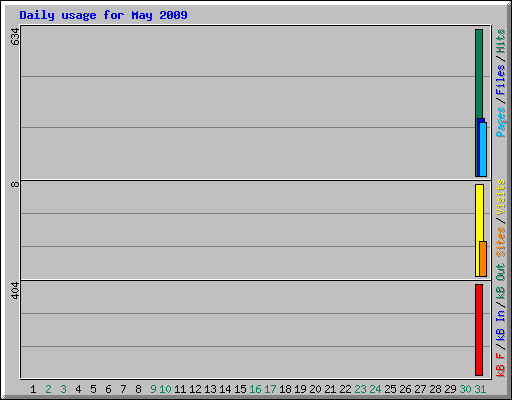 Daily usage for May 2009
634
8
404
Pages / Files / Hits
Sites / Visits
kB F / kB In / kB Out
1 2 3 4 5 6 7 8 9 10 11 12 13 14 15 16 17 18 19 20 21 22 23 24 25 26 27 28 29 30 31